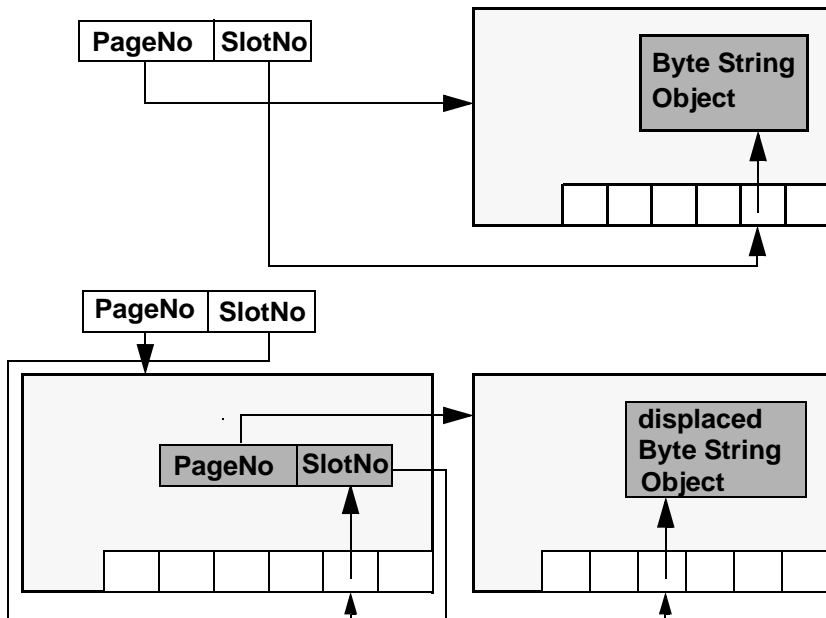 PageNo SlotNo
Byte String
Object
PageNo SlotNo
PageNo SlotNo
displaced
Byte String
Object